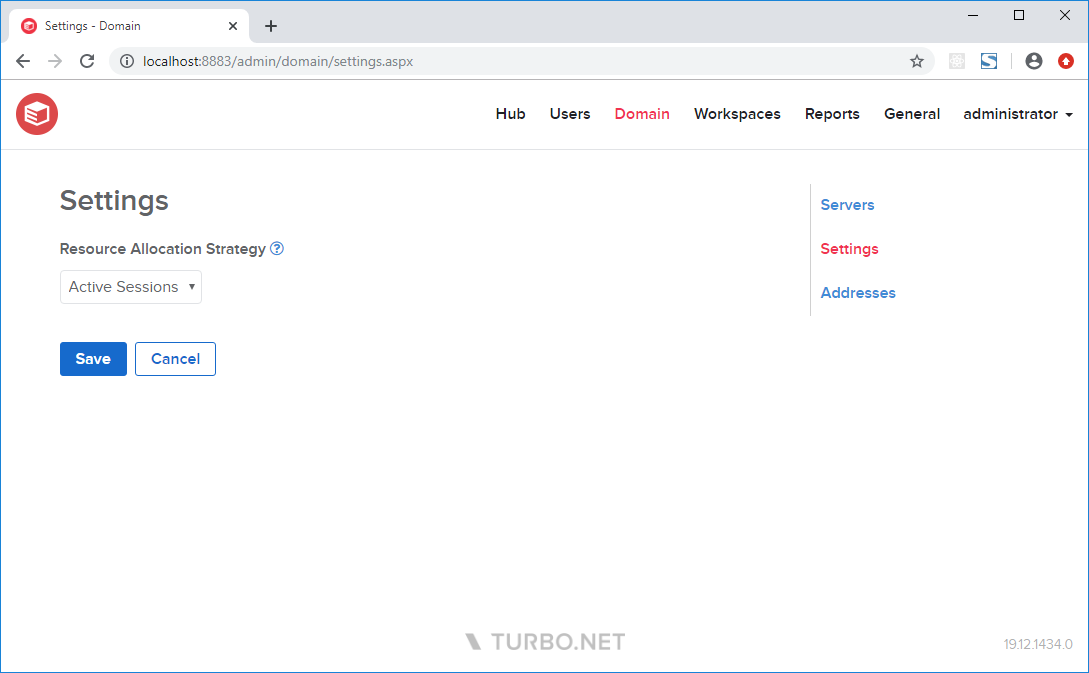 Settings - Domain
localhost:8883/admin/domain/settings.aspx
Hub Users Domain Workspaces Reports General administrator
Settings
Servers
Resource Allocation Strategy ?
Settings
Active Sessions
Addresses
Save Cancel
TURBO.NET
19.12.1434.0